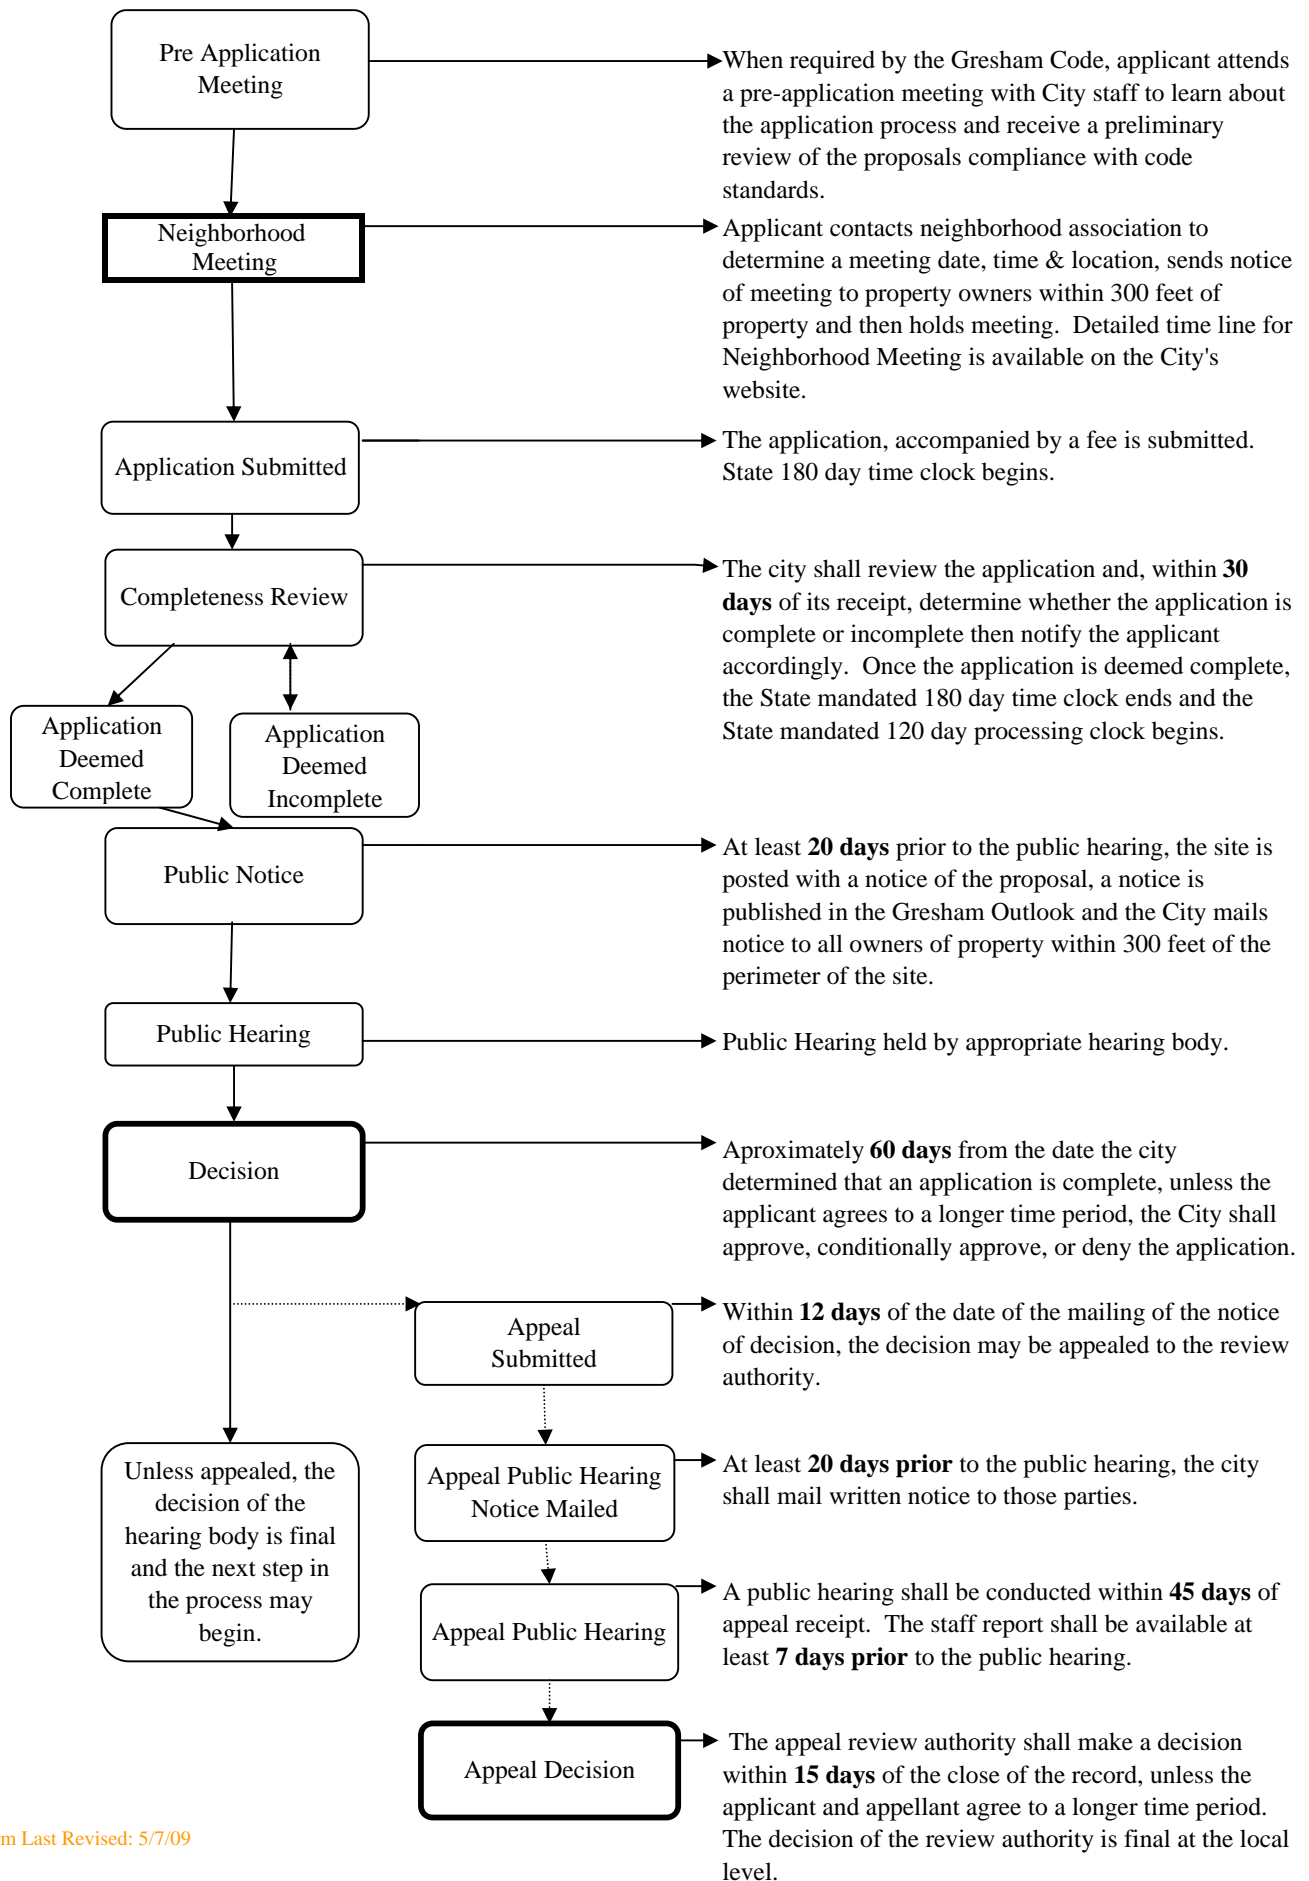 Pre Application
Meeting
When required by the Gresham Code, applicant attends
a pre-application meeting with City staff to learn about
the application process and receive a preliminary
review of the proposals compliance with code
standards.
Neighborhood
Meeting
Applicant contacts neighborhood association to
determine a meeting date, time & location, sends notice
of meeting to property owners within 300 feet of
property and then holds meeting.  Detailed time line for
Neighborhood Meeting is available on the City's
website.
Application Submitted
The application, accompanied by a fee is submitted.
State 180 day time clock begins.
Completeness Review
The city shall review the application and, within 30
days of its receipt, determine whether the application is
complete or incomplete then notify the applicant
accordingly.  Once the application is deemed complete,
the State mandated 180 day time clock ends and the
State mandated 120 day processing clock begins.
Application
Deemed
Complete
Application
Deemed
Incomplete
Public Notice
At least 20 days prior to the public hearing, the site is
posted with a notice of the proposal, a notice is
published in the Gresham Outlook and the City mails
notice to all owners of property within 300 feet of the
perimeter of the site.
Public Hearing
Public Hearing held by appropriate hearing body.
Decision
Aproximately 60 days from the date the city
determined that an application is complete, unless the
applicant agrees to a longer time period, the City shall
approve, conditionally approve, or deny the application.
Appeal
Submitted
Within 12 days of the date of the mailing of the notice
of decision, the decision may be appealed to the review
authority.
Unless appealed, the
decision of the
hearing body is final
and the next step in
the process may
begin.
Appeal Public Hearing
Notice Mailed
At least 20 days prior to the public hearing, the city
shall mail written notice to those parties.
Appeal Public Hearing
A public hearing shall be conducted within 45 days of
appeal receipt.  The staff report shall be available at
least 7 days prior to the public hearing.
Appeal Decision
The appeal review authority shall make a decision
within 15 days of the close of the record, unless the
applicant and appellant agree to a longer time period.
The decision of the review authority is final at the local
level.
m Last Revised: 5/7/09